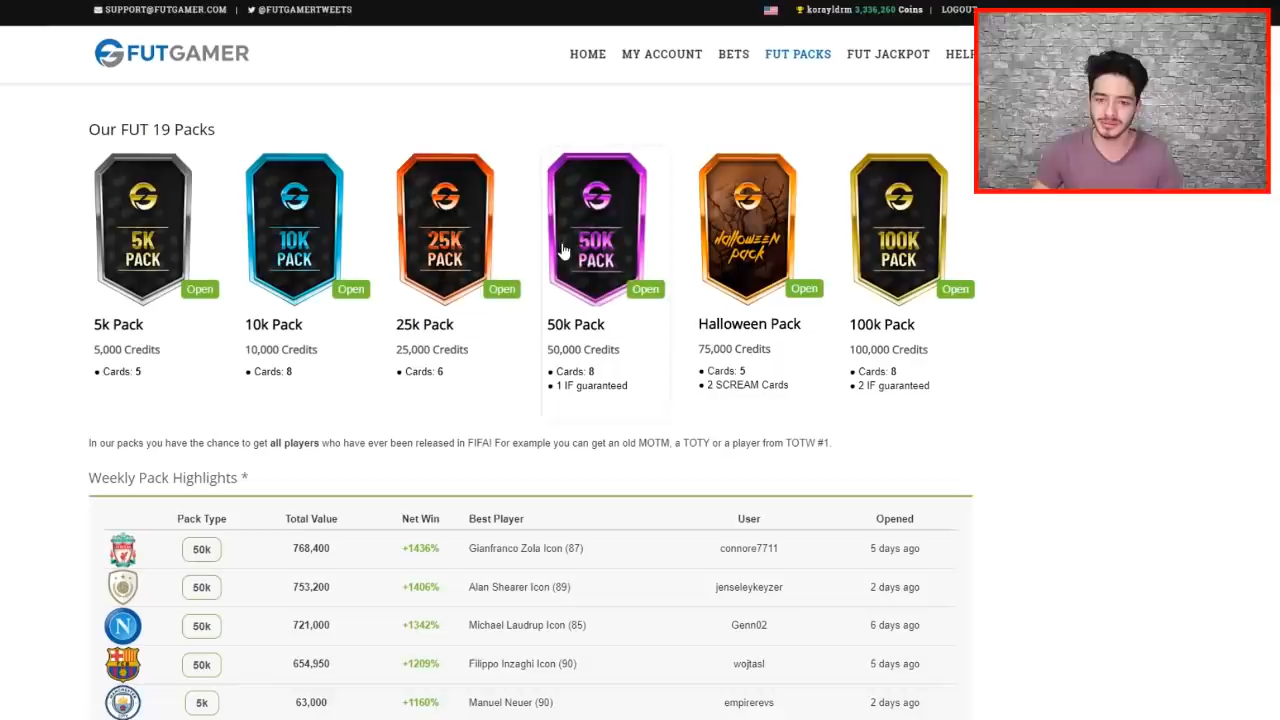 SUPPORT@FUTGAMER.COM | @FUTGAMERTWEETS
korayldrm 3,336,260 Coins | LOGOUT
FUTGAMER
HOME MY ACCOUNT BETS FUT PACKS FUT JACKPOT HELP
Our FUT 19 Packs
5K PACK
10K PACK
25K PACK
50K PACK
halloween pack
100K PACK
Open Open Open Open Open Open
5k Pack 10k Pack 25k Pack 50k Pack Halloween Pack 100k Pack
5,000 Credits 10,000 Credits 25,000 Credits 50,000 Credits 75,000 Credits 100,000 Credits
• Cards: 5 • Cards: 8 • Cards: 6 • Cards: 8 • Cards: 5 • Cards: 8
• 1 IF guaranteed • 2 SCREAM Cards • 2 IF guaranteed
In our packs you have the chance to get all players who have ever been released in FIFA! For example you can get an old MOTM, a TOTY or a player from TOTW #1.
Weekly Pack Highlights *
Pack Type Total Value Net Win Best Player User Opened
50k 768,400 +1436% Gianfranco Zola Icon (87) connore7711 5 days ago
50k 753,200 +1406% Alan Shearer Icon (89) jenseleykeyzer 2 days ago
50k 721,000 +1342% Michael Laudrup Icon (85) Genn02 6 days ago
50k 654,950 +1209% Filippo Inzaghi Icon (90) wojtasl 5 days ago
5k 63,000 +1160% Manuel Neuer (90) empirerevs 2 days ago